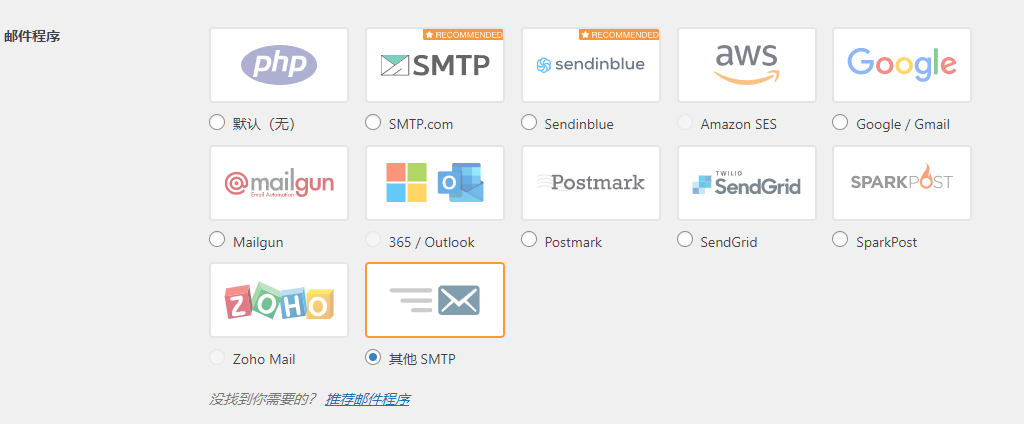 邮件程序
php
RECOMMENDED
SMTP
RECOMMENDED
sendinblue
aws
Google
默认（无）
SMTP.com
Sendinblue
Amazon SES
Google / Gmail
@mailgun
Email Automation
O
Postmark
TWILIO
SendGrid
SPARKPOST
Mailgun
365 / Outlook
Postmark
SendGrid
SparkPost
ZOHO
Zoho Mail
其他 SMTP
没找到你需要的？ 推荐邮件程序